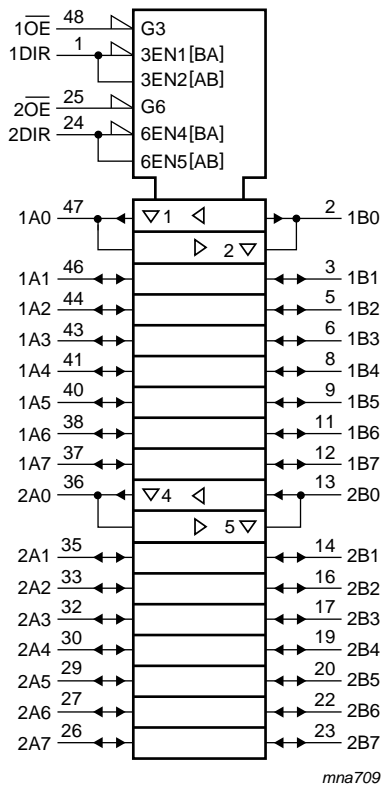 1OE 48 G3
1DIR 1 3EN1[BA]
3EN2[AB]
2OE 25 G6
2DIR 24 6EN4[BA]
6EN5[AB]
1A0 47 ▽1 ◁ 2 1B0
▷ 2▽
1A1 46 3 1B1
1A2 44 5 1B2
1A3 43 6 1B3
1A4 41 8 1B4
1A5 40 9 1B5
1A6 38 11 1B6
1A7 37 12 1B7
2A0 36 ▽4 ◁ 13 2B0
▷ 5▽
2A1 35 14 2B1
2A2 33 16 2B2
2A3 32 17 2B3
2A4 30 19 2B4
2A5 29 20 2B5
2A6 27 22 2B6
2A7 26 23 2B7
mna709